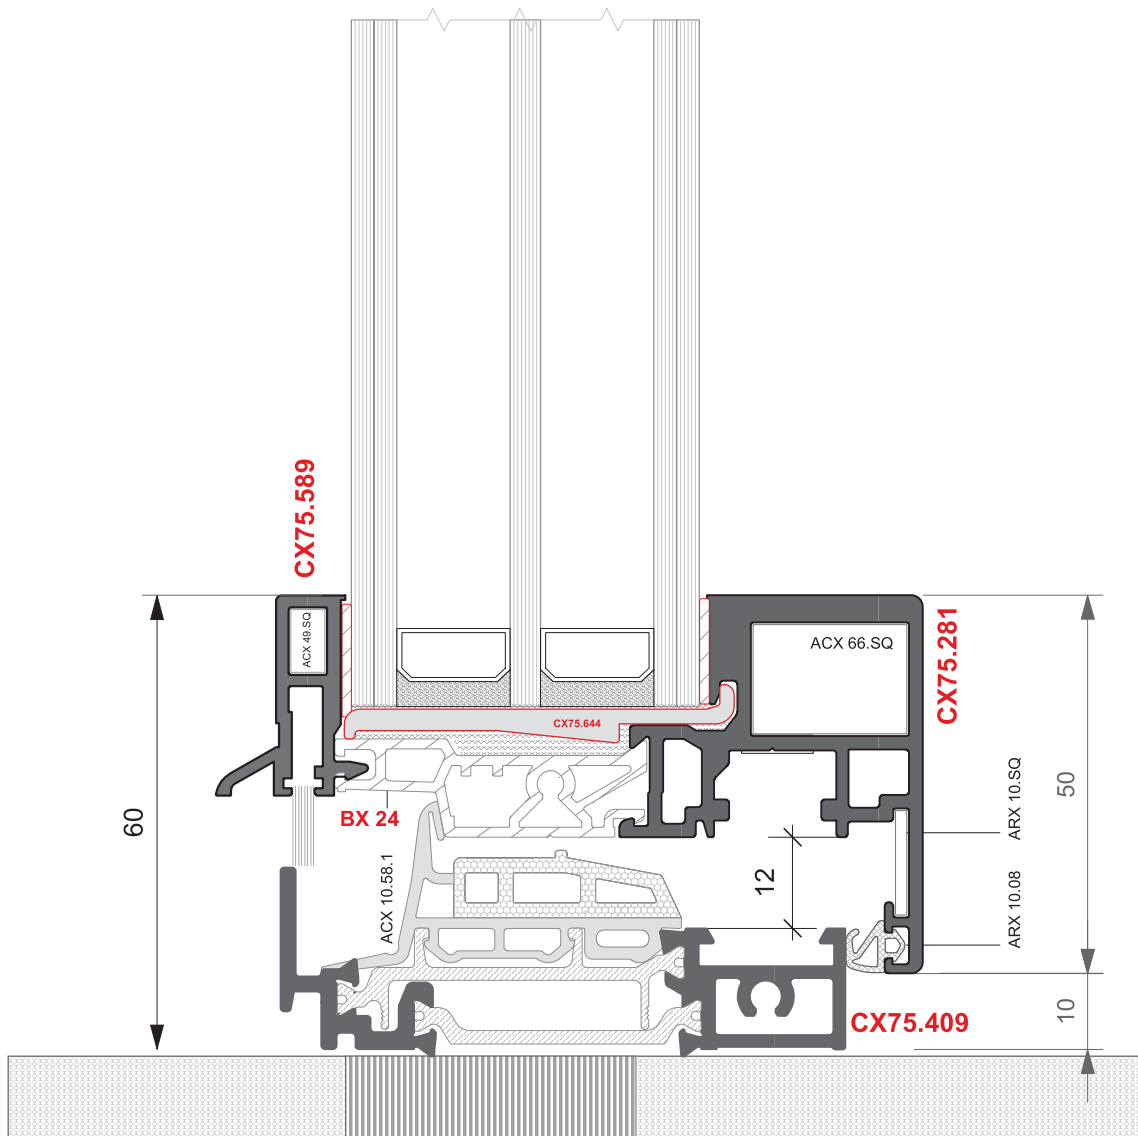 CX75.589
ACX 49.SQ
ACX 66.SQ
CX75.281
CX75.644
BX 24
60
ACX 10.58.1
12
ARX 10.SQ
50
ARX 10.08
CX75.409
10